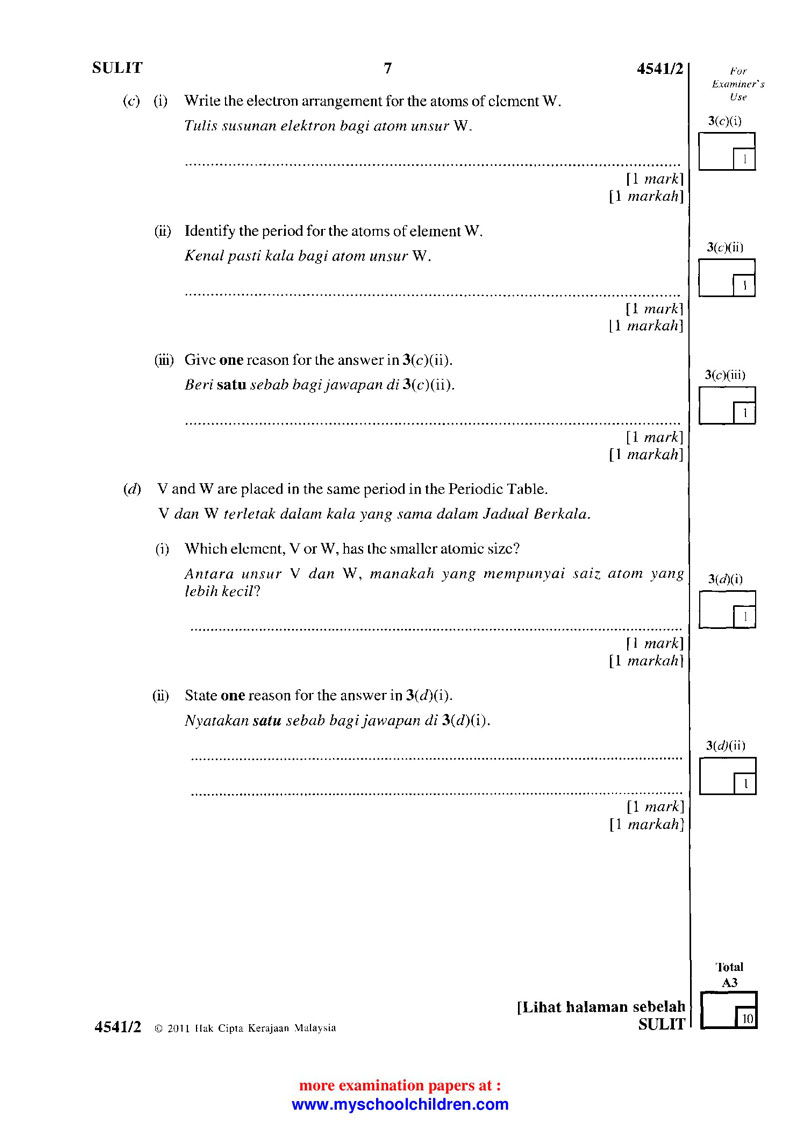 SULIT 7 4541/2
For
Examiner's
Use
(c) (i) Write the electron arrangement for the atoms of element W.
Tulis susunan elektron bagi atom unsur W.
3(c)(i)
1
[1 mark]
[1 markah]
(ii) Identify the period for the atoms of element W.
Kenal pasti kala bagi atom unsur W.
3(c)(ii)
1
[1 mark]
[1 markah]
(iii) Give one reason for the answer in 3(c)(ii).
Beri satu sebab bagi jawapan di 3(c)(ii).
3(c)(iii)
1
[1 mark]
[1 markah]
(d) V and W are placed in the same period in the Periodic Table.
V dan W terletak dalam kala yang sama dalam Jadual Berkala.
(i) Which element, V or W, has the smaller atomic size?
Antara unsur V dan W, manakah yang mempunyai saiz atom yang
lebih kecil?
3(d)(i)
1
[1 mark]
[1 markah]
(ii) State one reason for the answer in 3(d)(i).
Nyatakan satu sebab bagi jawapan di 3(d)(i).
3(d)(ii)
1
[1 mark]
[1 markah]
Total
A3
10
[Lihat halaman sebelah
4541/2 © 2011 Hak Cipta Kerajaan Malaysia SULIT
more examination papers at :
www.myschoolchildren.com